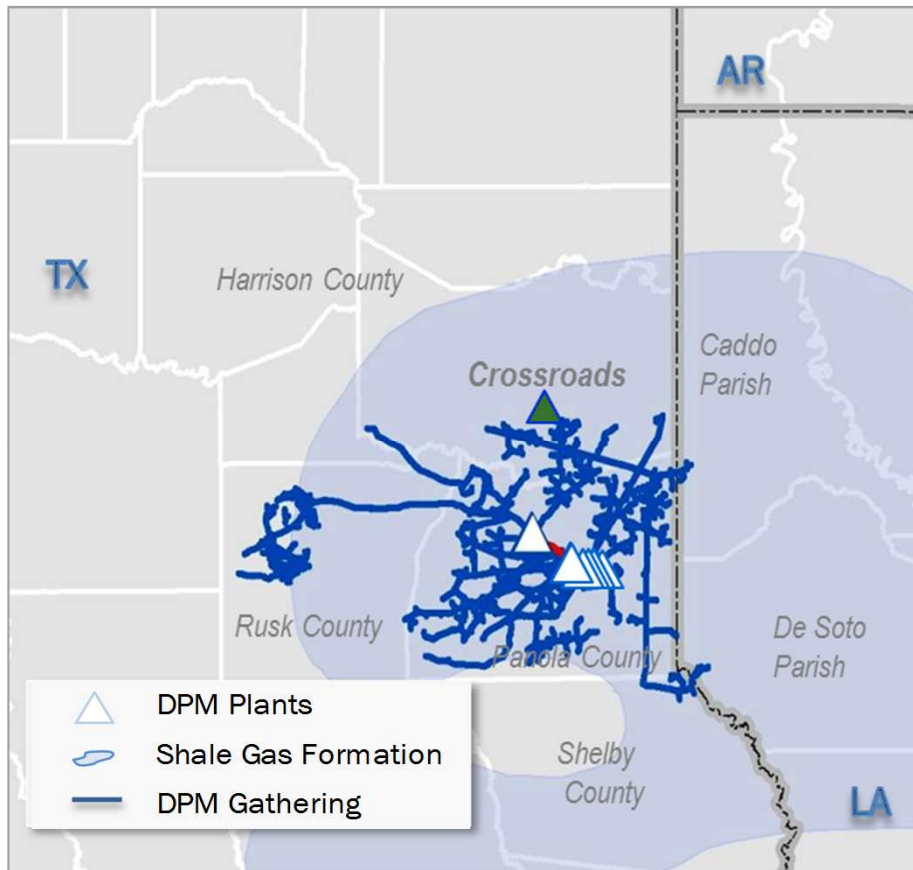 AR
TX
Harrison County
Caddo
Parish
Crossroads
Rusk County
De Soto
Parish
Panola County
DPM Plants
Shale Gas Formation
DPM Gathering
Shelby
County
LA